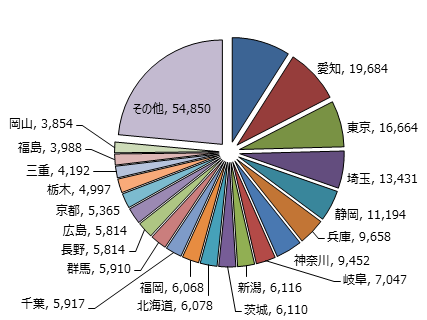 愛知, 19,684
東京, 16,664
埼玉, 13,431
静岡, 11,194
兵庫, 9,658
神奈川, 9,452
岐阜, 7,047
新潟, 6,116
茨城, 6,110
北海道, 6,078
福岡, 6,068
千葉, 5,917
群馬, 5,910
長野, 5,814
広島, 5,814
京都, 5,365
栃木, 4,997
三重, 4,192
福島, 3,988
岡山, 3,854
その他, 54,850